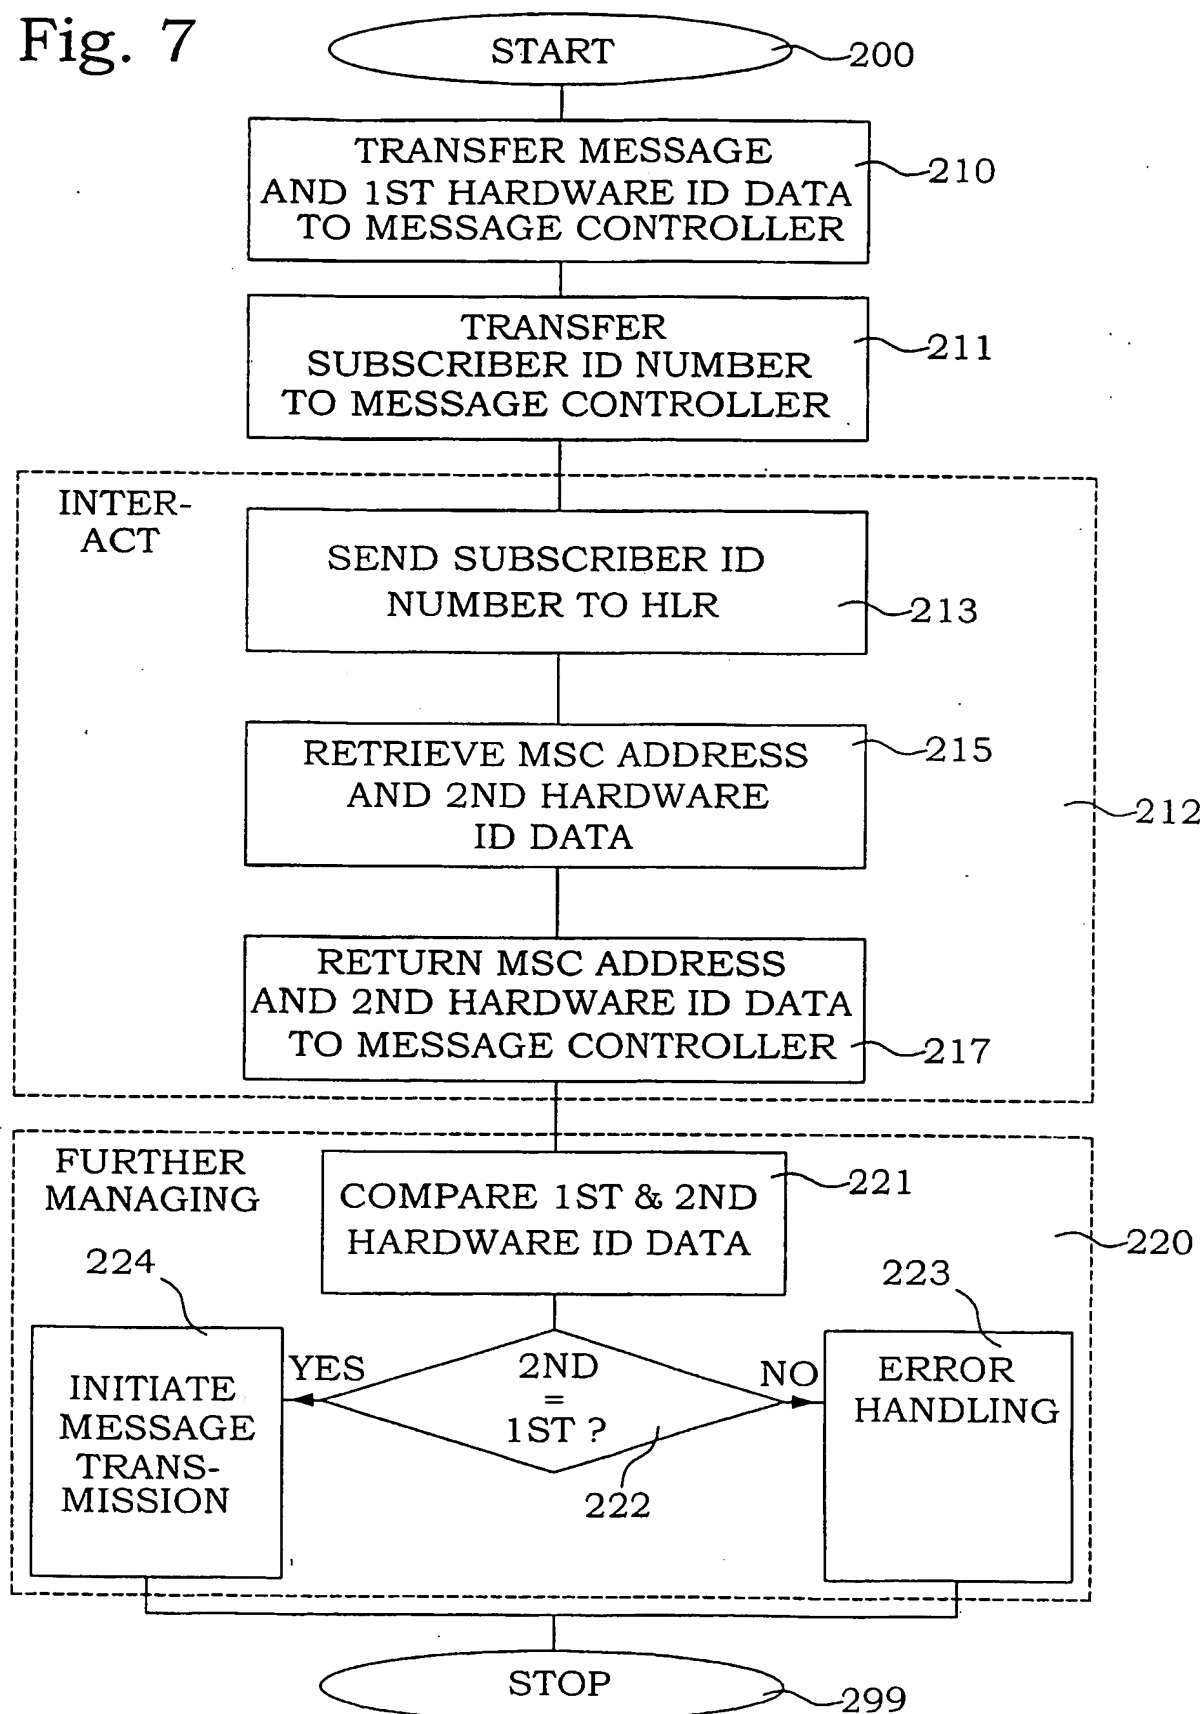 Fig. 7
START
200
TRANSFER MESSAGE
AND 1ST HARDWARE ID DATA
TO MESSAGE CONTROLLER
210
TRANSFER
SUBSCRIBER ID NUMBER
TO MESSAGE CONTROLLER
211
INTER-
ACT
SEND SUBSCRIBER ID
NUMBER TO HLR
213
RETRIEVE MSC ADDRESS
AND 2ND HARDWARE
ID DATA
215
212
RETURN MSC ADDRESS
AND 2ND HARDWARE ID DATA
TO MESSAGE CONTROLLER
217
FURTHER
MANAGING
COMPARE 1ST & 2ND
HARDWARE ID DATA
221
220
224
223
INITIATE
MESSAGE
TRANS-
MISSION
YES
2ND
=
1ST ?
222
NO
ERROR
HANDLING
STOP
299